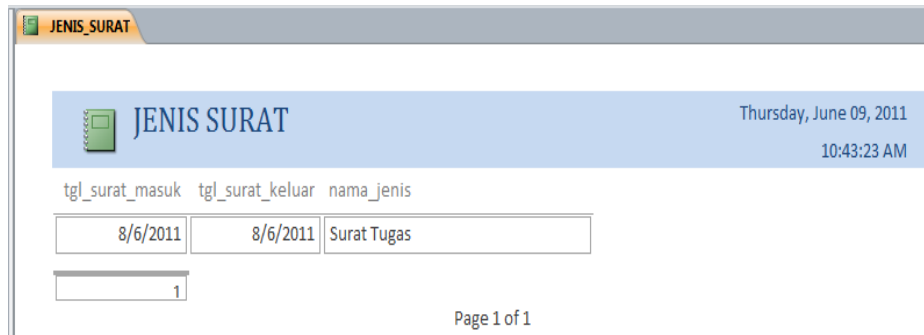 JENIS_SURAT
JENIS SURAT
Thursday, June 09, 2011
10:43:23 AM
tgl_surat_masuk tgl_surat_keluar nama_jenis
8/6/2011 8/6/2011 Surat Tugas
1
Page 1 of 1